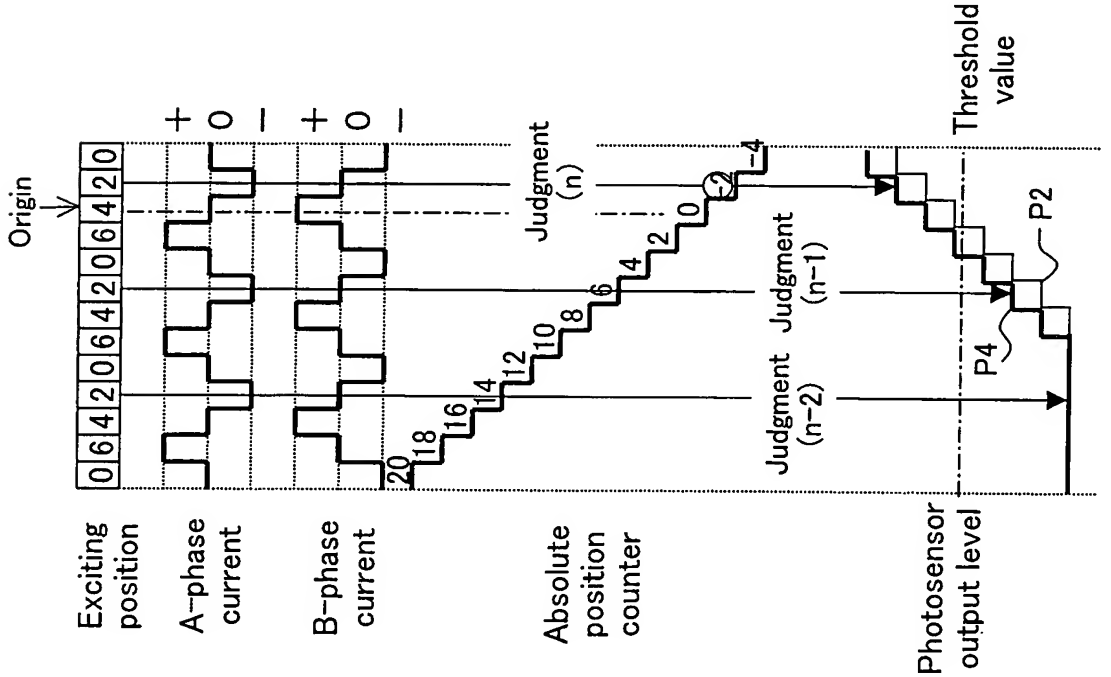 Origin
Exciting
position
0 6 4 2 0 6 4 2 0 6 4 2 0
A-phase
current
+
0
−
B-phase
current
+
0
−
Absolute
position
counter
20
18
16
14
12
10
8
6
4
2
0
-2
-4
Judgment
(n-2)
Judgment
(n-1)
Judgment
(n)
Photosensor
output level
Threshold
value
P4
P2